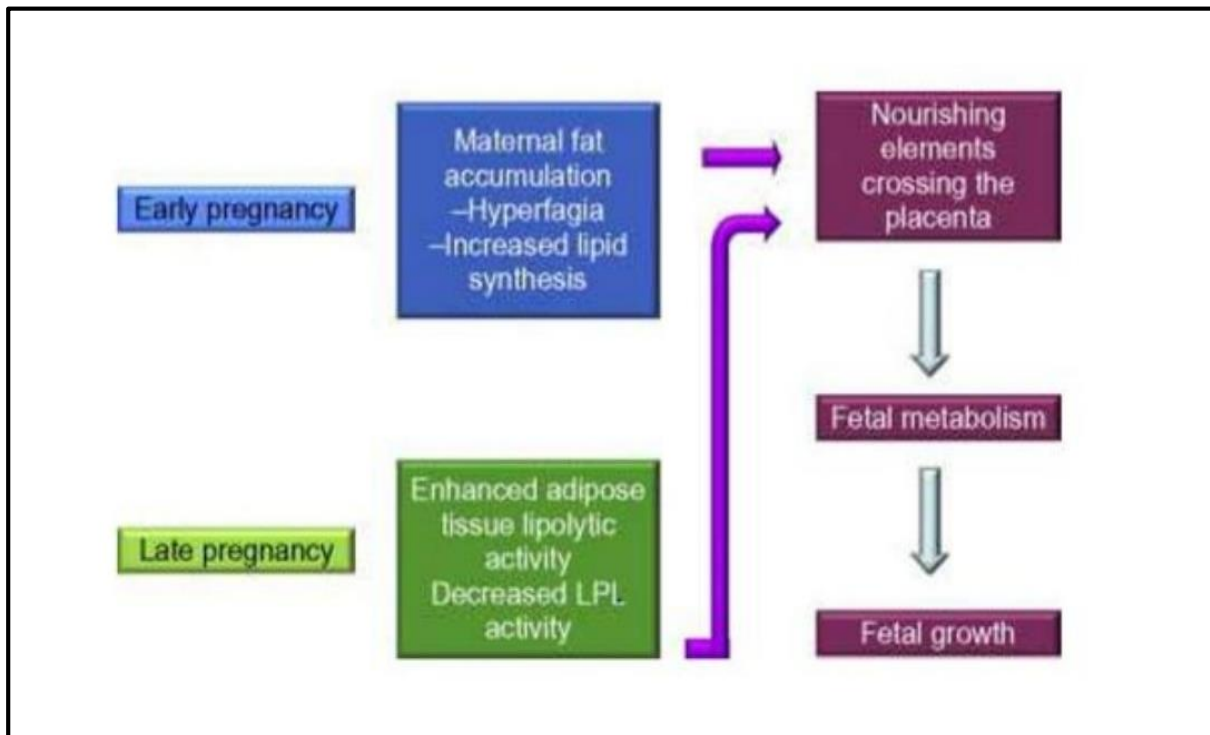 Early pregnancy
Maternal fat
accumulation
–Hyperfagia
–Increased lipid
synthesis
Nourishing
elements
crossing the
placenta
Fetal metabolism
Late pregnancy
Enhanced adipose
tissue lipolytic
activity
Decreased LPL
activity
Fetal growth